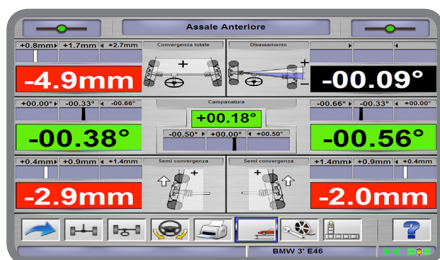 Assale Anteriore
+0.8mm +1.7mm +2.7mm
Convergenza totale
Disassamento
-4.9mm
-00.09°
+00.00° -00.33° -00.66°
Campanatura
-00.66° -00.33° +00.00°
+00.18°
-00.38°
-00.50° +00.00° +00.50°
-00.56°
+0.4mm +0.9mm +1.4mm
Semi convergenza
Semi convergenza
+1.4mm +0.9mm +0.4mm
-2.9mm
-2.0mm
?
BMW 3' E46